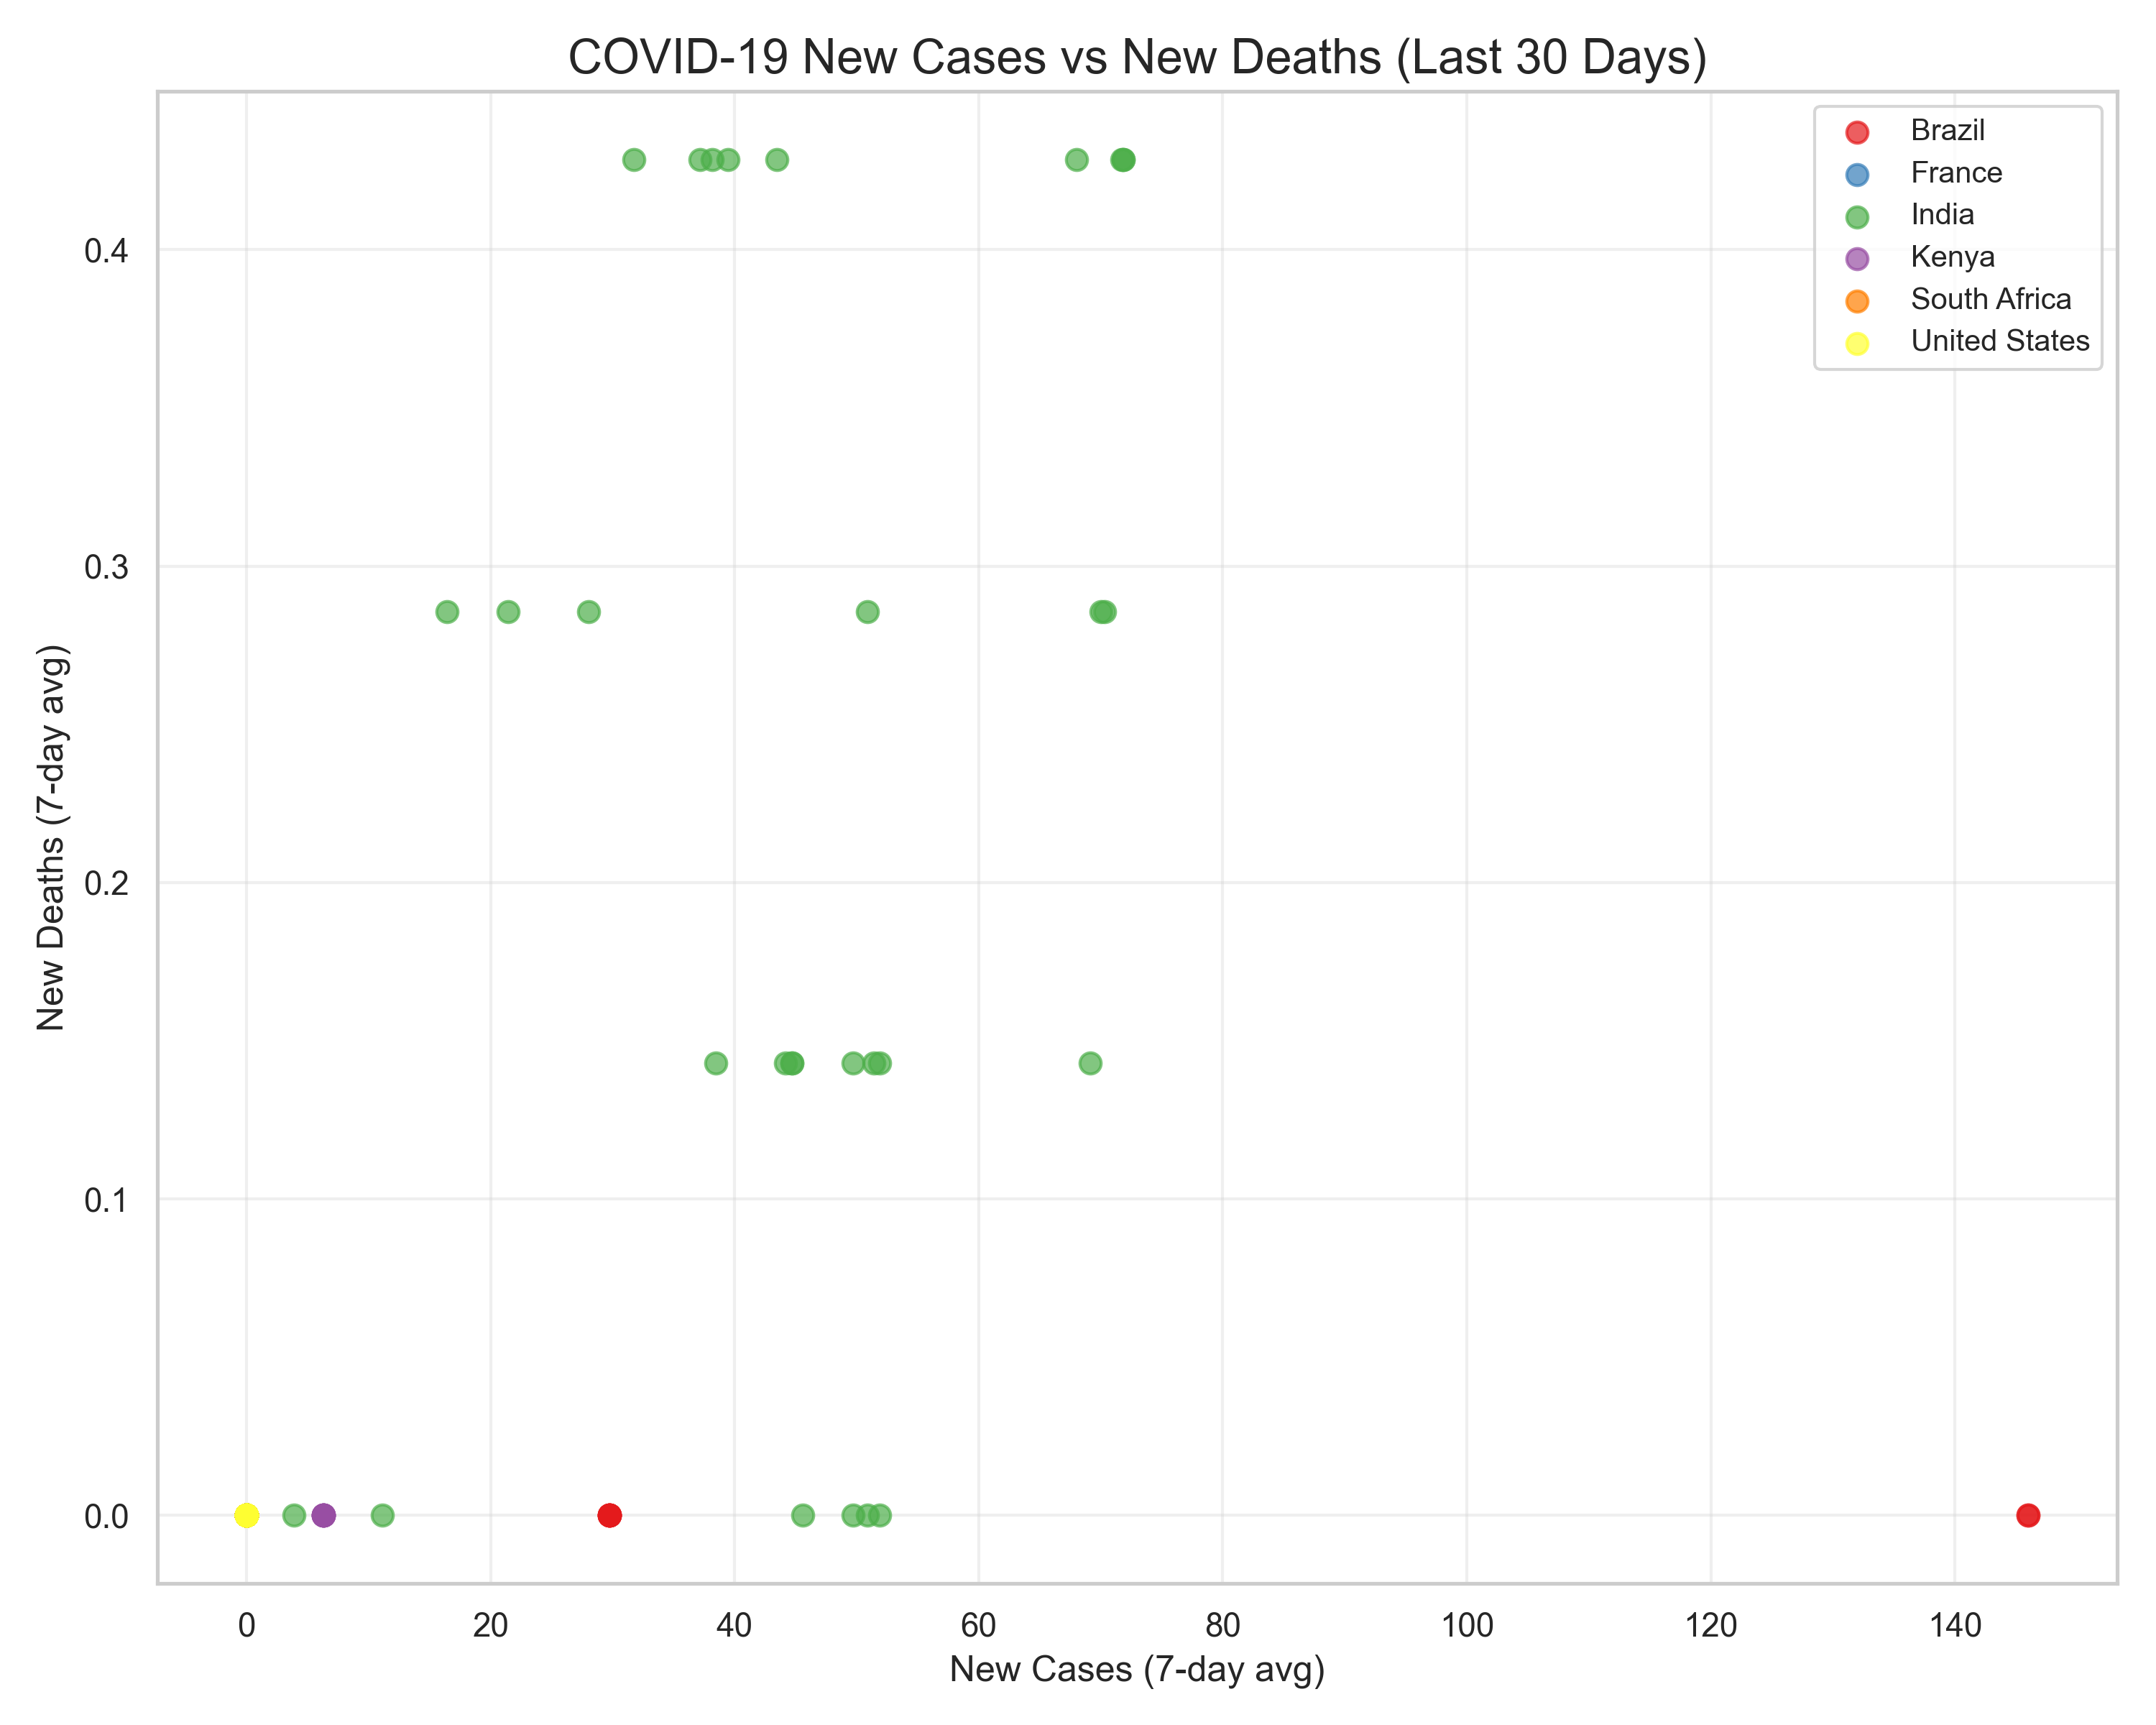 COVID-19 New Cases vs New Deaths (Last 30 Days)
Brazil
France
India
Kenya
South Africa
United States
New Deaths (7-day avg)
0.4
0.3
0.2
0.1
0.0
0 20 40 60 80 100 120 140
New Cases (7-day avg)